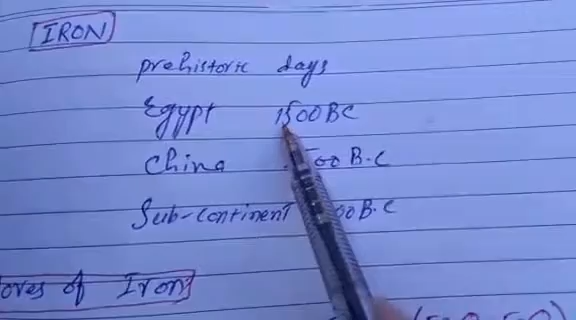 IRON
prehistoric days
Egypt 1500 BC
China B.C
Sub-continent B.C
ores of Iron